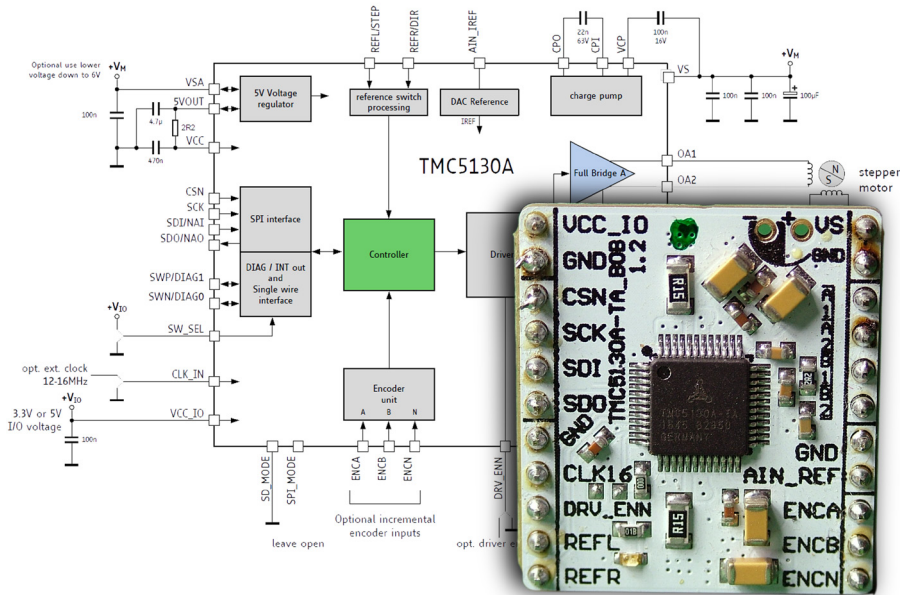 REFL/STEP
REFR/DIR
AIN_IREF
CPO
22n
63V
CPI
VCP
100n
16V
+VM
Optional use lower
voltage down to 6V
+VM
VSA
5VOUT
100n
4.7µ
2R2
VCC
470n
5V Voltage
regulator
reference switch
processing
DAC Reference
IREF
charge pump
VS
100n
100n
+
100µF
TMC5130A
Full Bridge A
OA1
OA2
N
S
stepper
motor
CSN
SCK
SDI/NAI
SDO/NAO
SPI interface
SWP/DIAG1
SWN/DIAG0
DIAG / INT out
and
Single wire
interface
Controller
Driver
+VIO
SW_SEL
opt. ext. clock
12-16MHz
CLK_IN
+VIO
3.3V or 5V
I/O voltage
VCC_IO
100n
Encoder
unit
A
B
N
SD_MODE
SPI_MODE
ENCA
ENCB
ENCN
DRV_ENN
leave open
Optional incremental
encoder inputs
opt. driver
VCC_IO
GND
CSN
SCK
SDI
SDO
GND
CLK16
DRV_ENN
REFL
REFR
TMC5130A-TA_BOB
1.2
- +
VS
GND
R15
TMC5130A-TA
1645 B2950
GERMANY
GND
AIN_REF
ENCA
ENCB
ENCN
R15